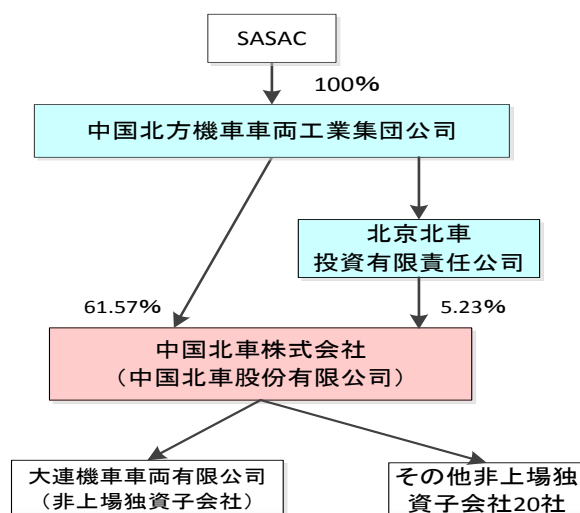 SASAC
100%
中国北方機車車両工業集団公司
北京北車
投資有限責任公司
61.57%
5.23%
中国北車株式会社
（中国北車股份有限公司）
大連機車車両有限公司
（非上場独資子会社）
その他非上場独
資子会社20社